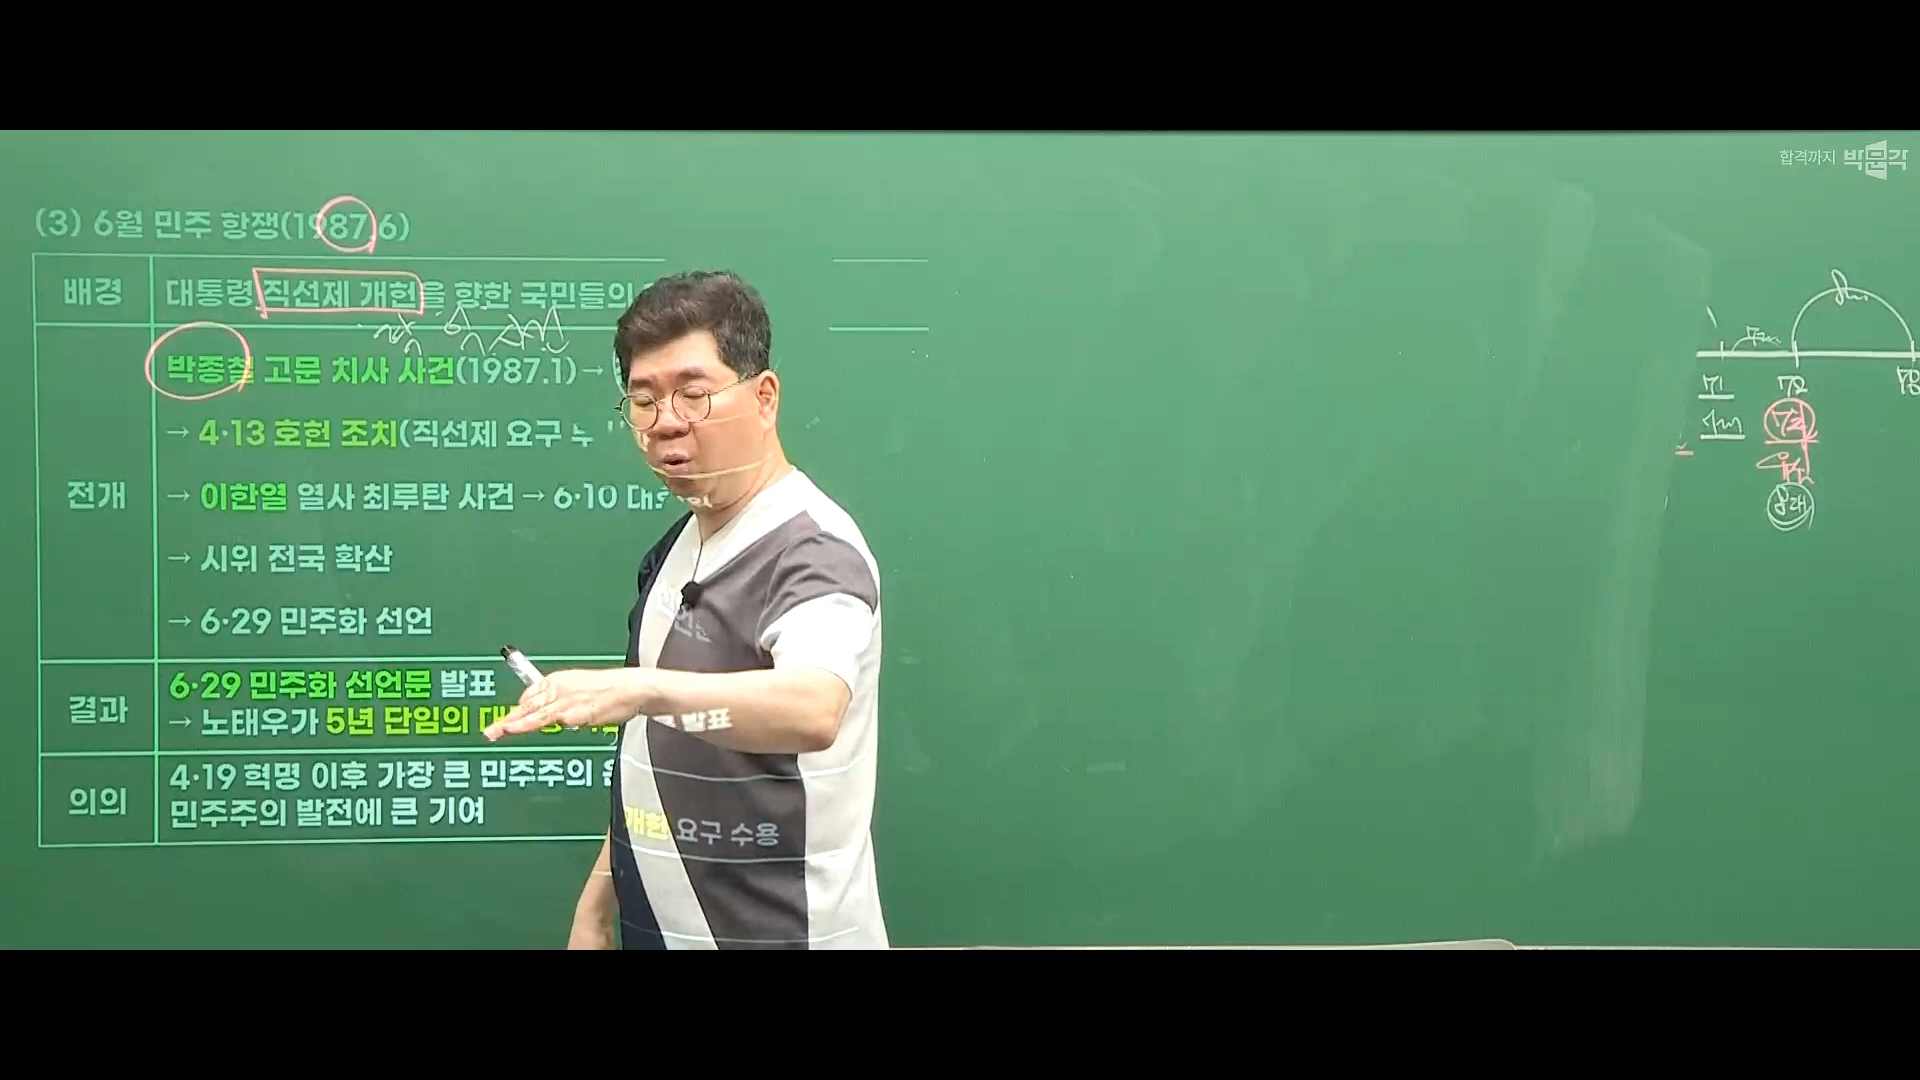 합격까지 박문각
(3) 6월 민주 항쟁(1987.6)
배경
대통령 직선제 개헌을 향한 국민들의
전개
박종철 고문 치사 사건(1987.1) →
→ 4·13 호헌 조치(직선제 요구
→ 이한열 열사 최루탄 사건 → 6·10
→ 시위 전국 확산
→ 6·29 민주화 선언
결과
6·29 민주화 선언문 발표
→ 노태우가 5년 단임의
발표
의의
4·19 혁명 이후 가장 큰 민주주의
민주주의 발전에 큰 기여
개헌 요구 수용
71 72